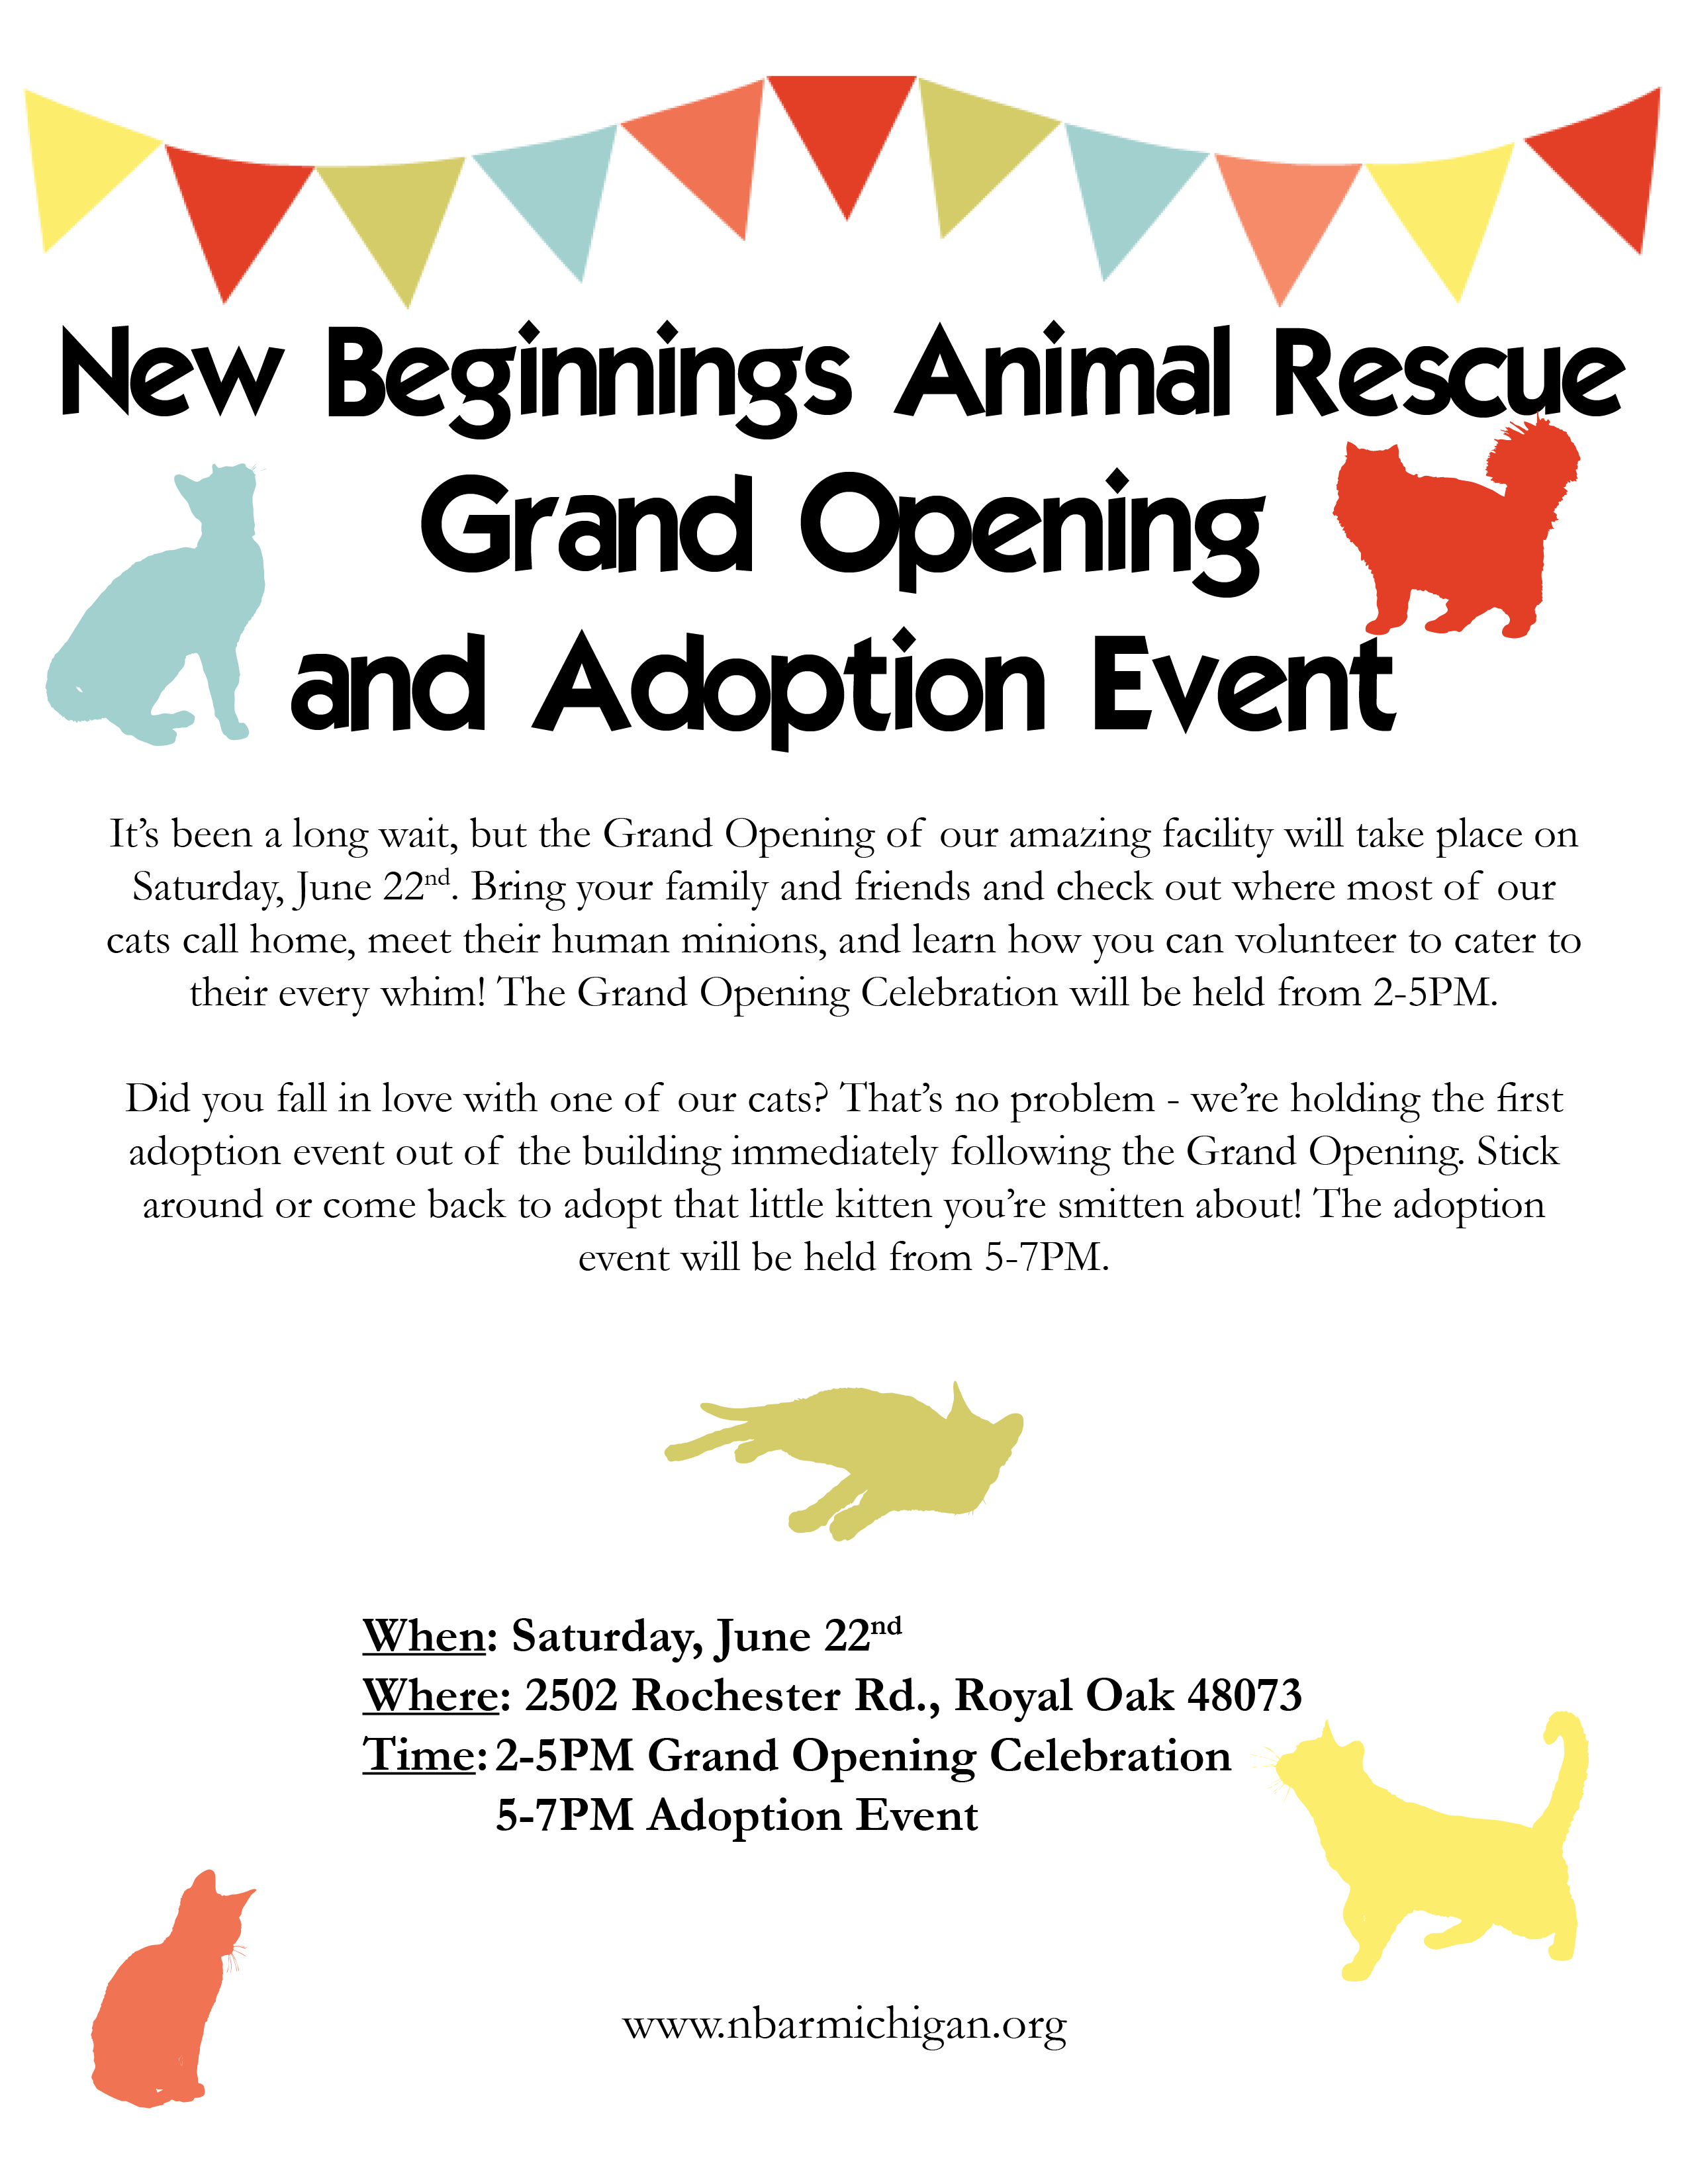 New Beginnings Animal Rescue
Grand Opening
and Adoption Event
It’s been a long wait, but the Grand Opening of our amazing facility will take place on
Saturday, June 22nd. Bring your family and friends and check out where most of our
cats call home, meet their human minions, and learn how you can volunteer to cater to
their every whim! The Grand Opening Celebration will be held from 2-5PM.
Did you fall in love with one of our cats? That’s no problem - we’re holding the first
adoption event out of the building immediately following the Grand Opening. Stick
around or come back to adopt that little kitten you’re smitten about! The adoption
event will be held from 5-7PM.
When: Saturday, June 22nd
Where: 2502 Rochester Rd., Royal Oak 48073
Time: 2-5PM Grand Opening Celebration
5-7PM Adoption Event
www.nbarmichigan.org